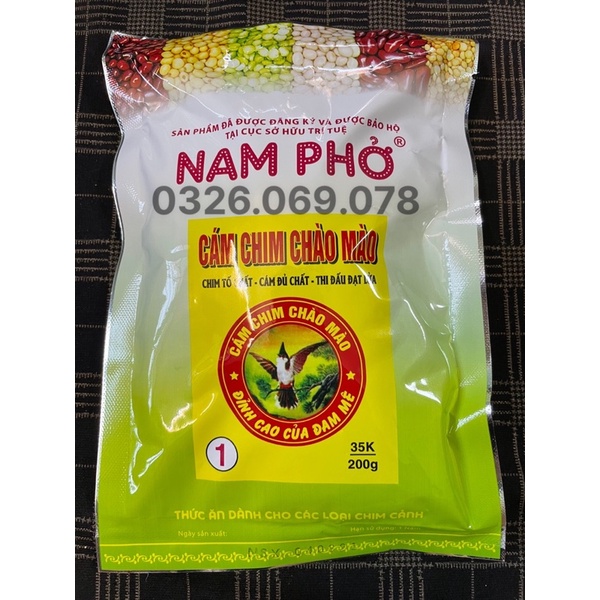 SẢN PHẨM ĐÃ ĐƯỢC ĐĂNG KÝ VÀ ĐƯỢC BẢO HỘ
TẠI CỤC SỞ HỮU TRÍ TUỆ
NAM PHỞ®
0326.069.078
CÁM CHIM CHÀO MÀO
CHIM TỐ CHẤT - CÁM ĐỦ CHẤT - THI ĐẤU ĐẠT LỬA
CÁM CHIM CHÀO MÀO
ĐỈNH CAO CỦA ĐAM MÊ
1
35K
200g
THỨC ĂN DÀNH CHO CÁC LOẠI CHIM CẢNH
Ngày sản xuất: